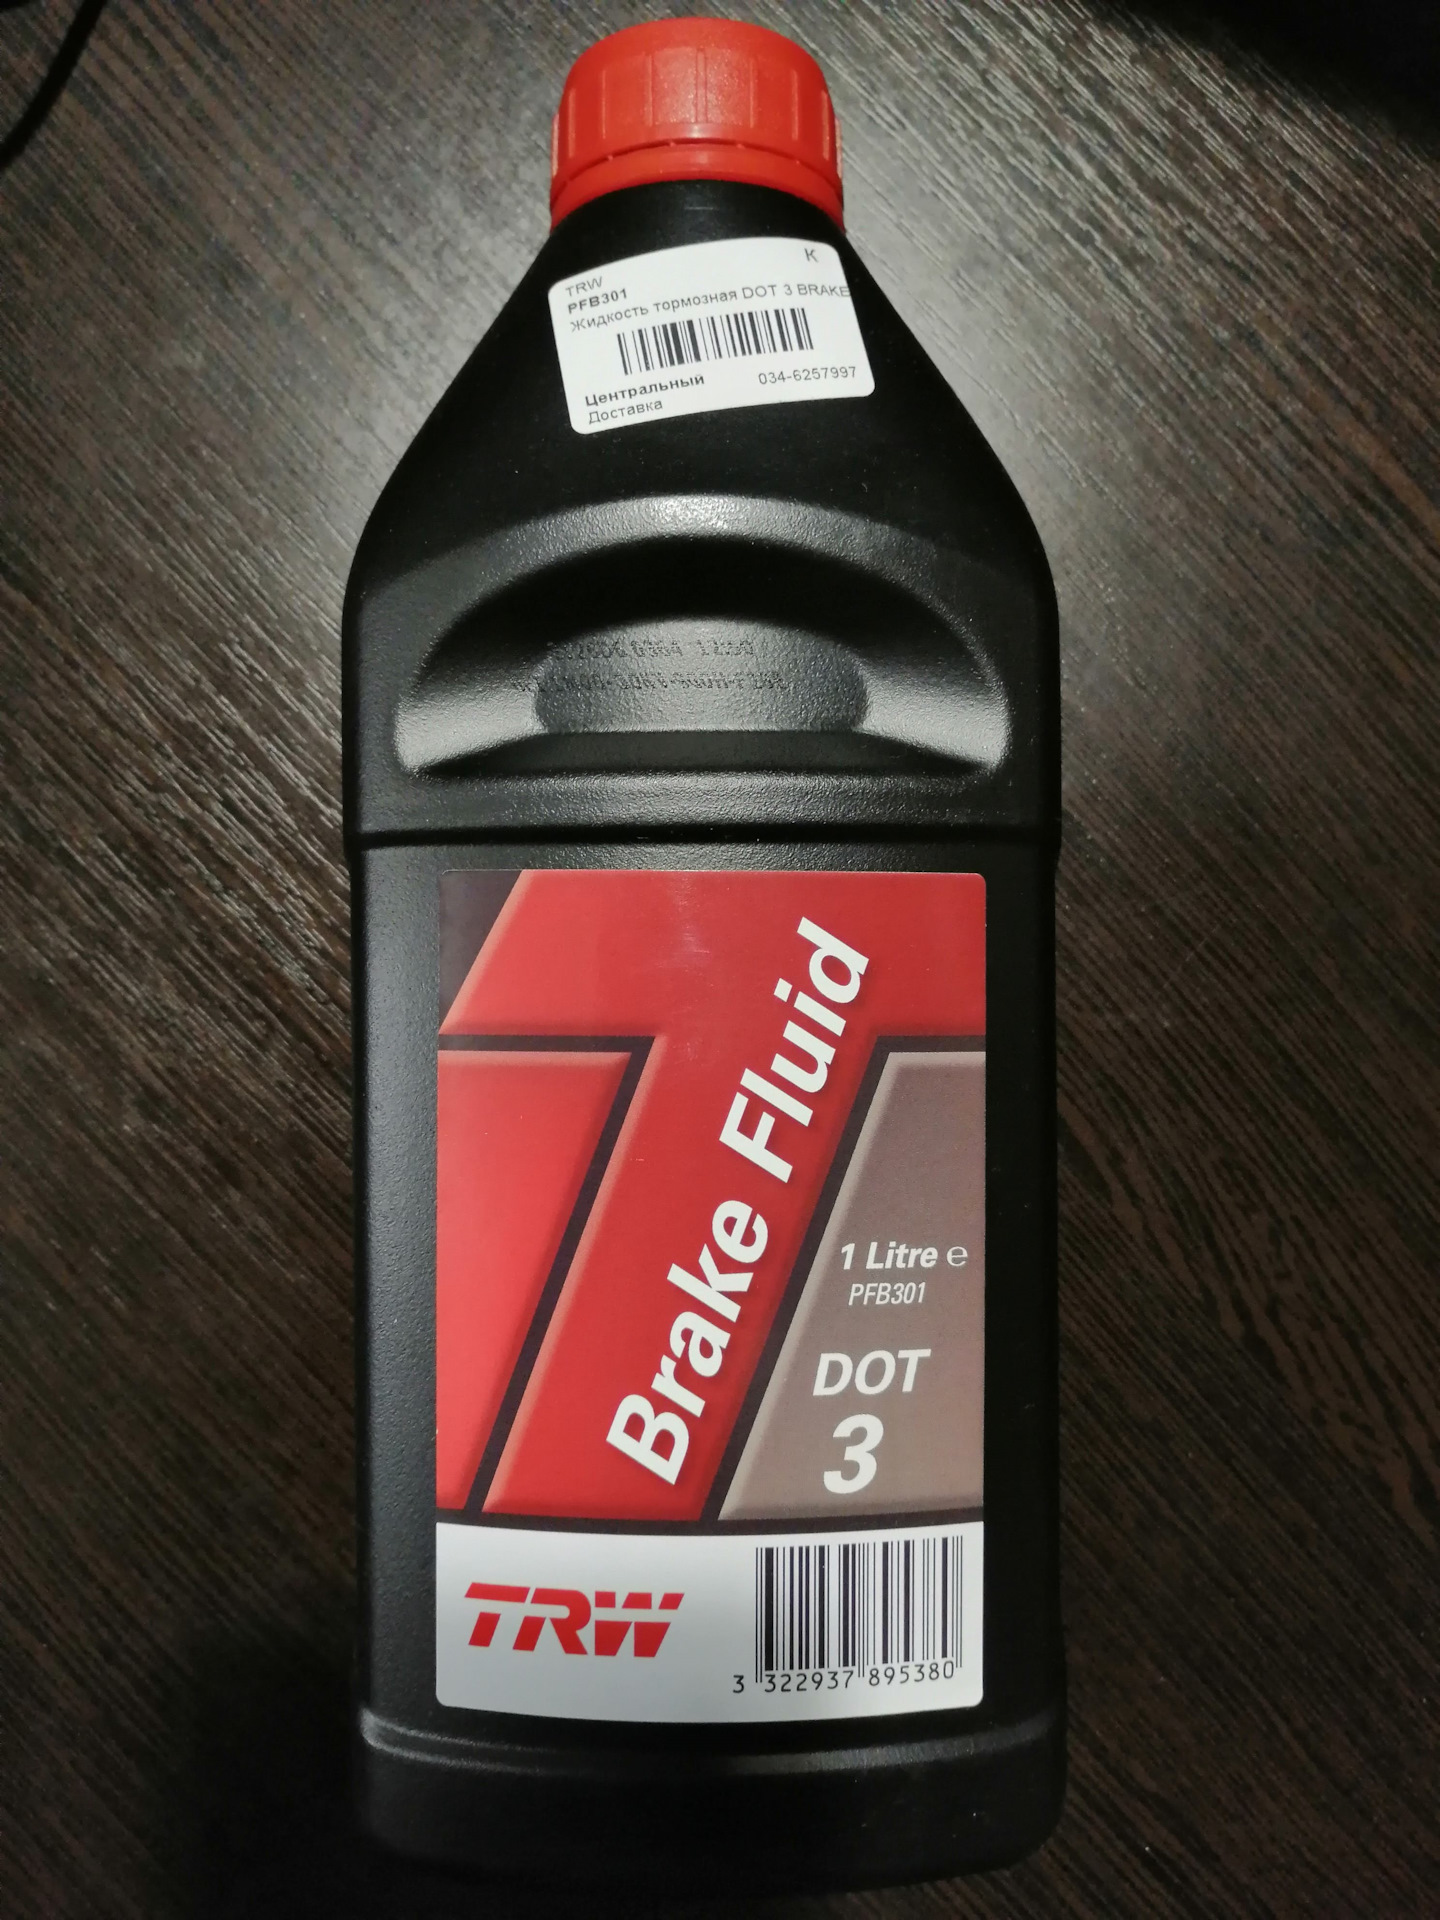 K
TRW
PFB301
Жидкость тормозная DOT 3 BRAKE
Центральный 034-6257997
Доставка
Brake Fluid
1 Litre ℮
PFB301
DOT
3
TRW
3 322937 895380